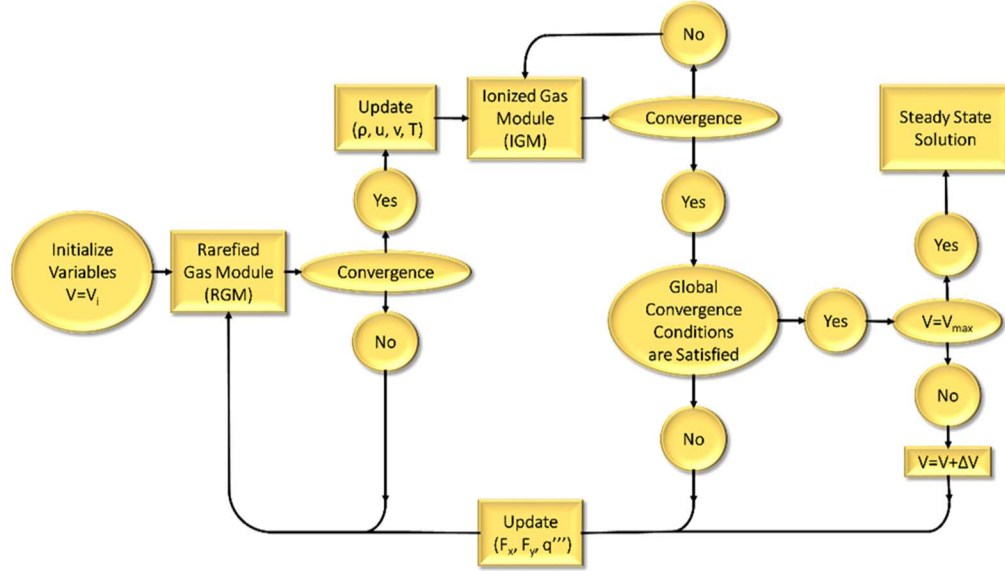 Initialize
Variables
V=Vᵢ
Rarefied
Gas Module
(RGM)
Convergence
Yes
No
Update
(ρ, u, v, T)
Ionized Gas
Module
(IGM)
Convergence
No
Yes
Global
Convergence
Conditions
are Satisfied
Yes
No
V=Vmax
Yes
Steady State
Solution
No
V=V+ΔV
Update
(Fx, Fy, q''')